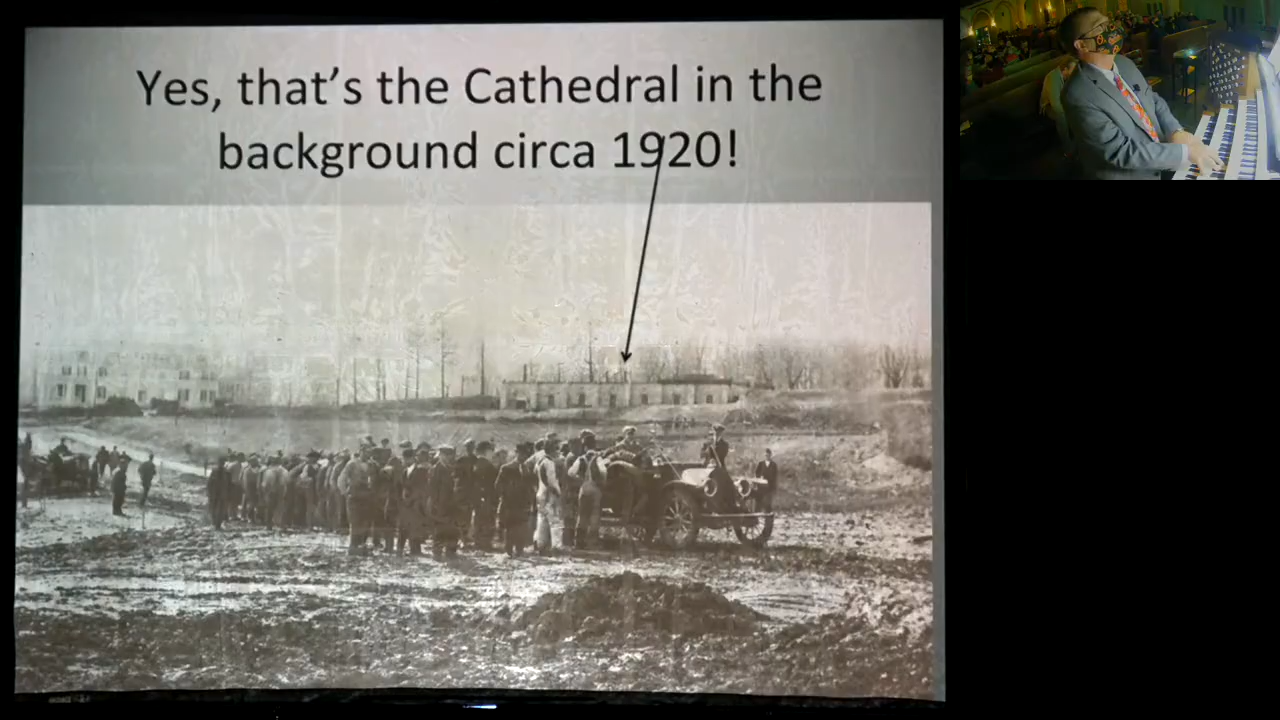 Yes, that's the Cathedral in the
background circa 1920!